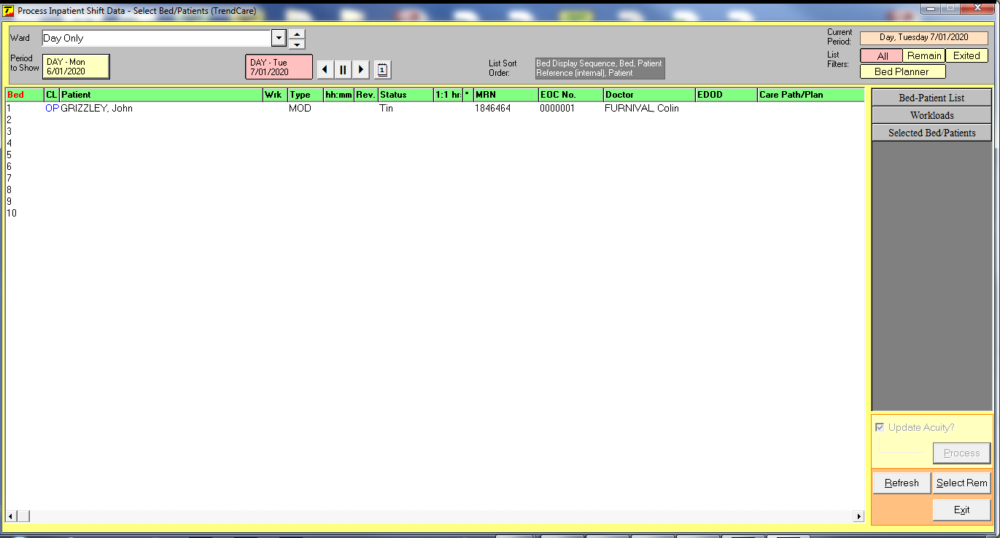 Process Inpatient Shift Data - Select Bed/Patients (TrendCare)
Ward Day Only
Current Period: Day, Tuesday 7/01/2020
Period to Show
DAY - Mon
6/01/2020
DAY - Tue
7/01/2020
1
List Sort Order:
Bed Display Sequence, Bed, Patient
Reference (internal), Patient
List Filters: All Remain Exited
Bed Planner
Bed CL Patient Wrk Type hh:mm Rev. Status 1:1 hr: * MRN EOC No. Doctor EDOD Care Path/Plan
1 OP GRIZZLEY, John MOD Tin 1846464 0000001 FURNIVAL, Colin
2
3
4
5
6
7
8
9
10
Bed-Patient List
Workloads
Selected Bed/Patients
Update Acuity?
Process
Refresh Select Rem
Exit